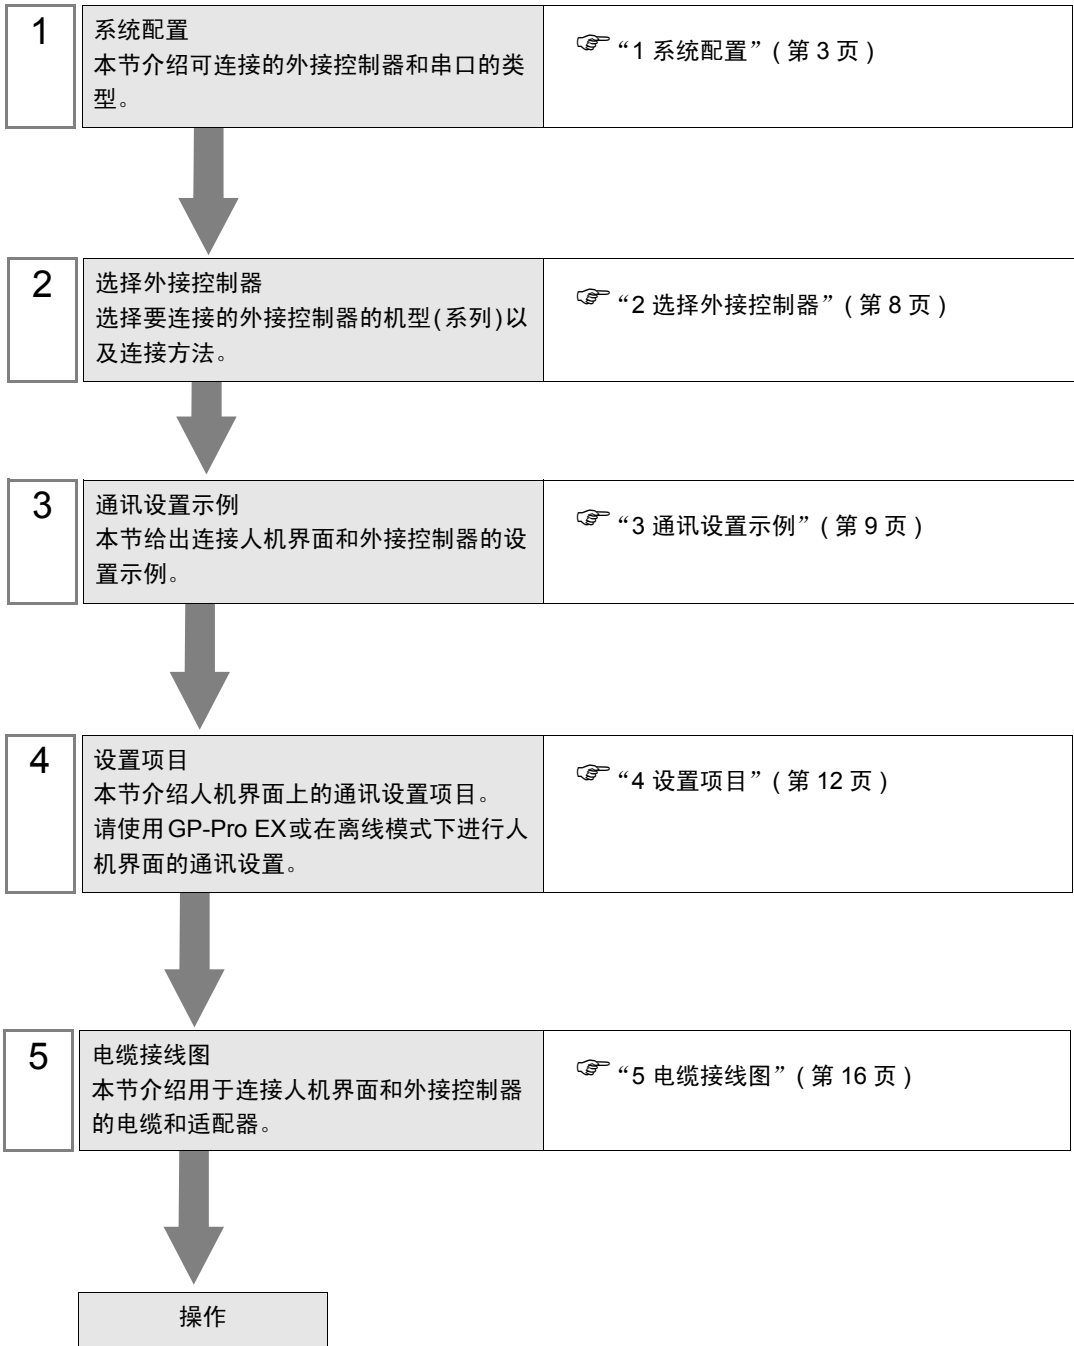 1
系统配置
本节介绍可连接的外接控制器和串口的类
型。
☞ “1 系统配置” ( 第 3 页 )
2
选择外接控制器
选择要连接的外接控制器的机型(系列)以
及连接方法。
☞ “2 选择外接控制器” ( 第 8 页 )
3
通讯设置示例
本节给出连接人机界面和外接控制器的设
置示例。
☞ “3 通讯设置示例” ( 第 9 页 )
4
设置项目
本节介绍人机界面上的通讯设置项目。
请使用GP-Pro EX或在离线模式下进行人
机界面的通讯设置。
☞ “4 设置项目” ( 第 12 页 )
5
电缆接线图
本节介绍用于连接人机界面和外接控制器
的电缆和适配器。
☞ “5 电缆接线图” ( 第 16 页 )
操作